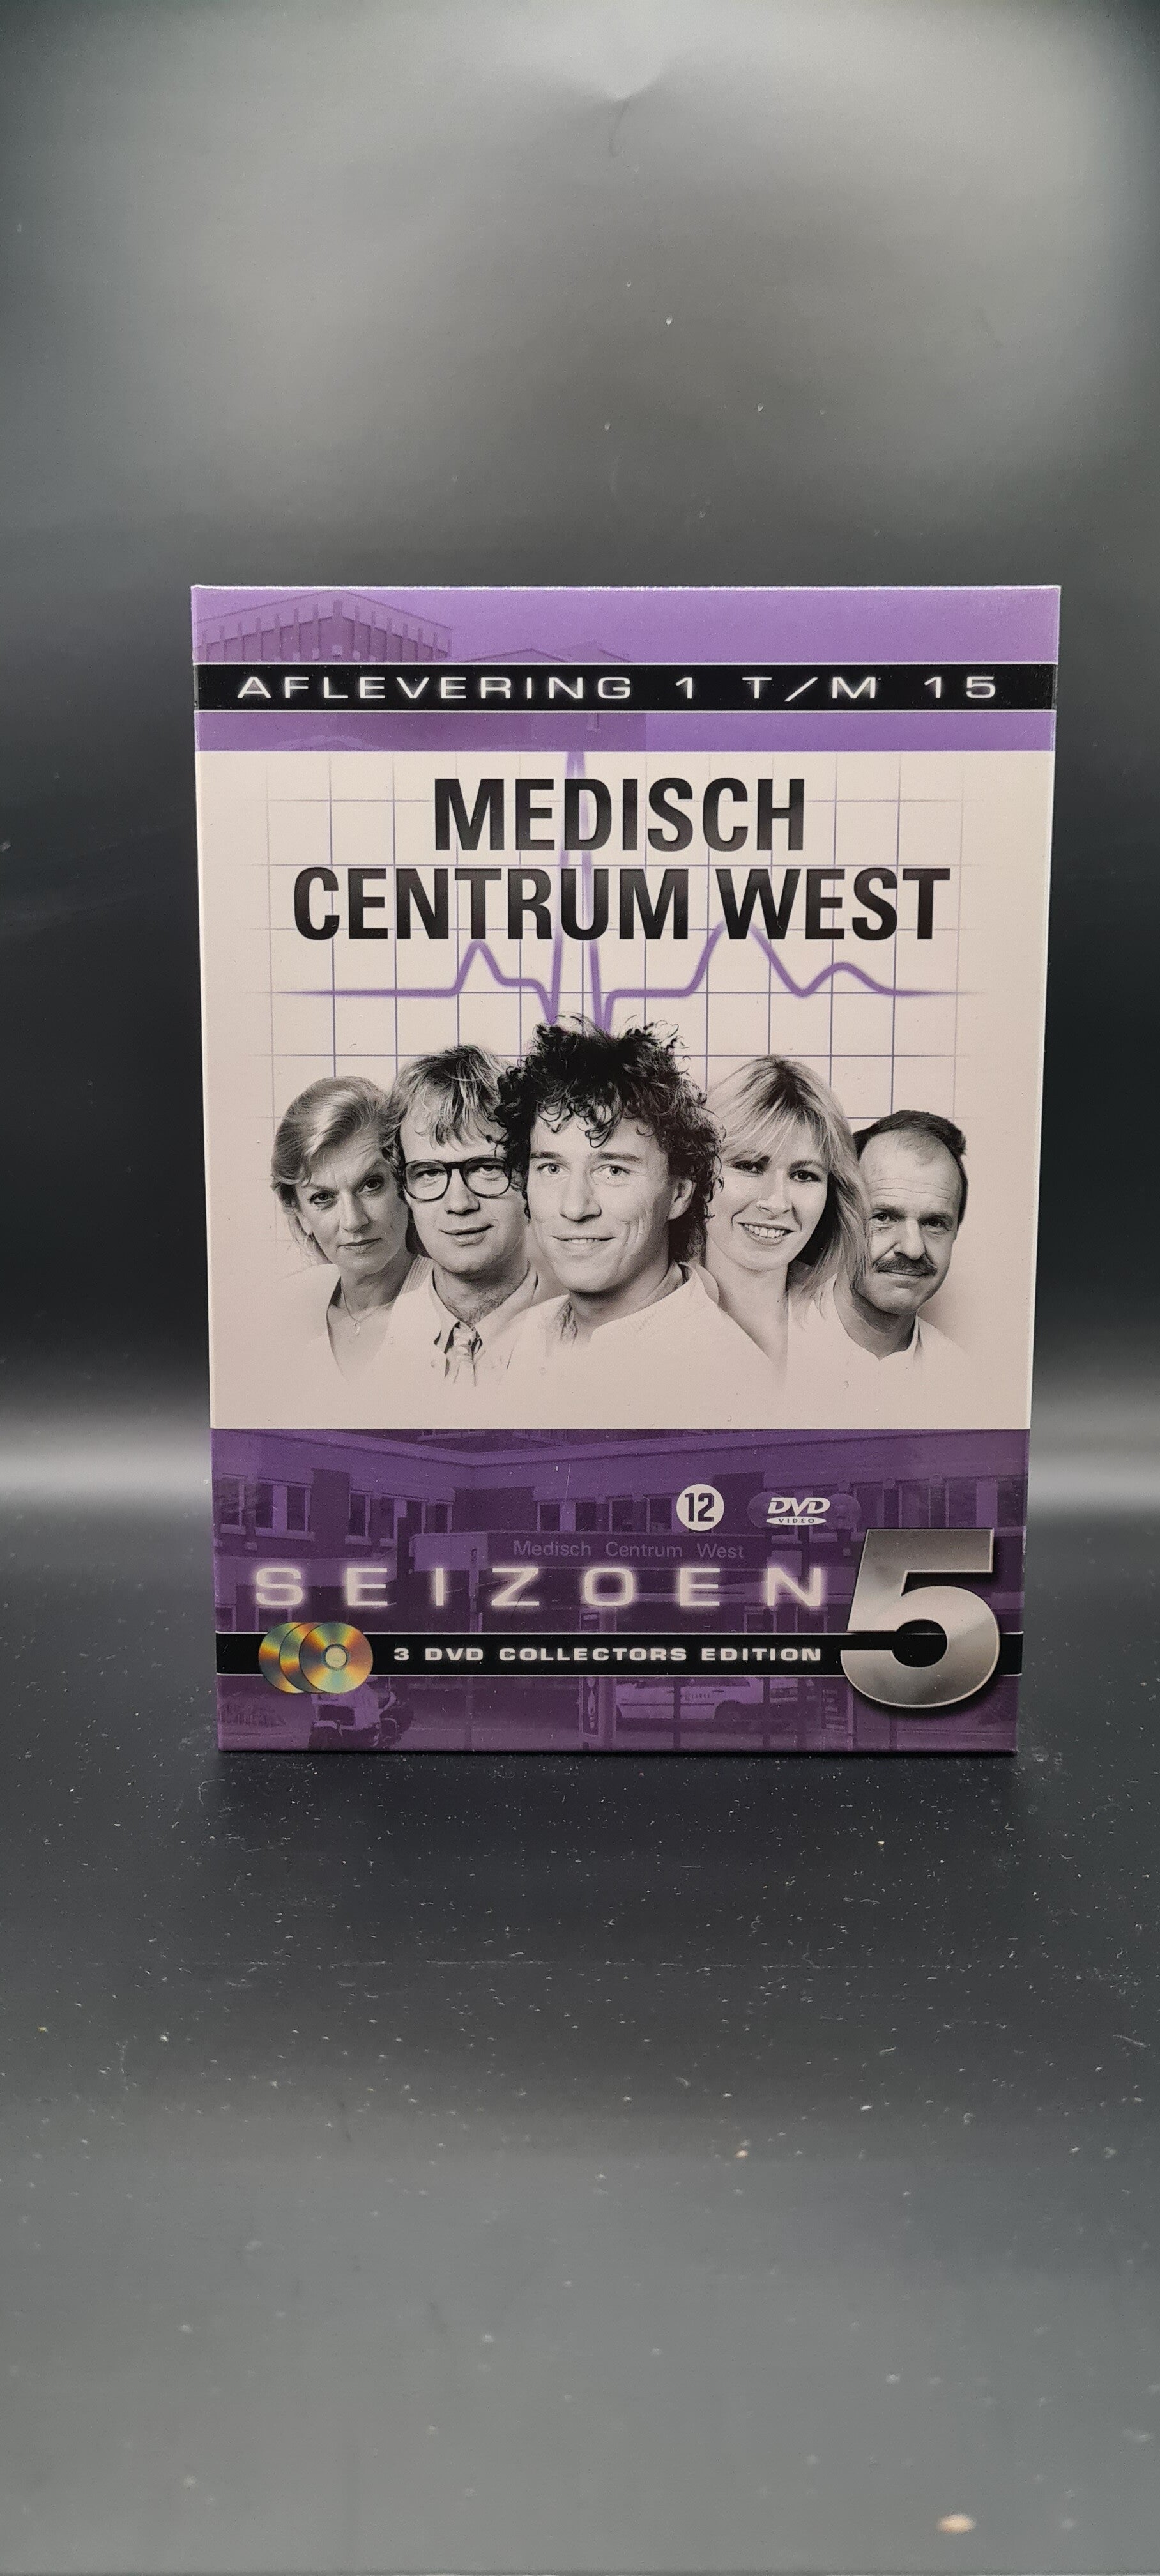 AFLEVERING 1 T/M 15
MEDISCH
CENTRUM WEST
12
DVD
VIDEO
Medisch Centrum West
SEIZOEN 5
3 DVD COLLECTORS EDITION